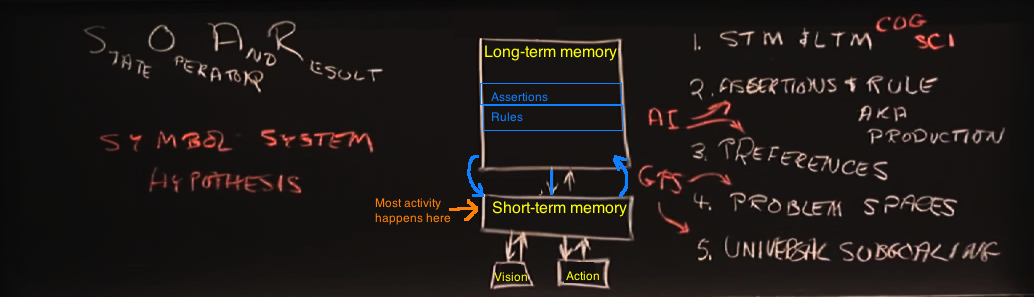 SOAR
STATE OPERATOR AND RESULT
SYMBOL SYSTEM
HYPOTHESIS
Long-term memory
Assertions
Rules
Most activity
happens here
Short-term memory
Vision
Action
1. STM & LTM COG
SCI
2. ASSERTIONS & RULE
AKA
PRODUCTION
AI
3. PREFERENCES
GPS
4. PROBLEM SPACES
5. UNIVERSAL SUBGOALING